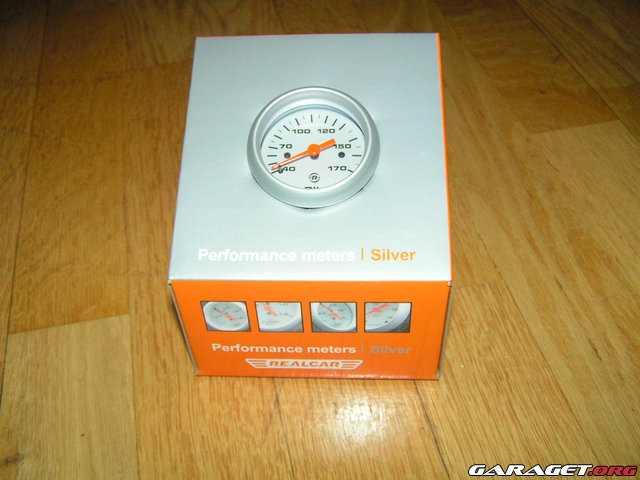 100 120
70 150
40 170
Performance meters | Silver
Performance meters | Silver
REALCAR
GARAGET.ORG